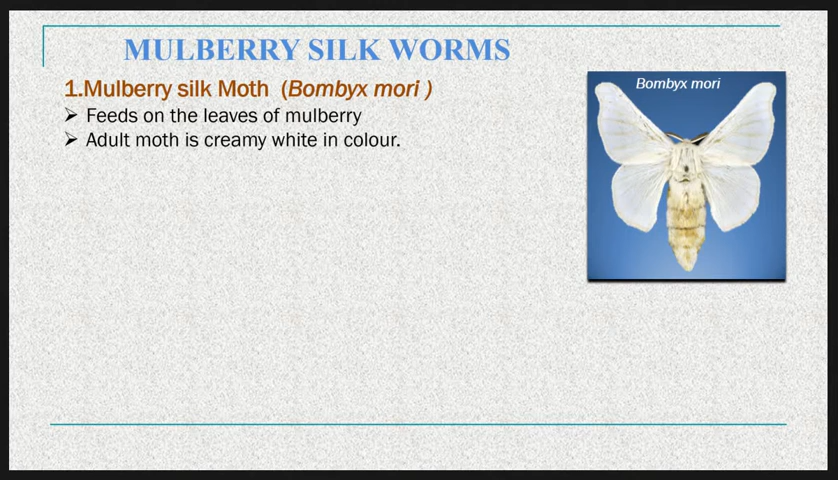 MULBERRY SILK WORMS
1.Mulberry silk Moth (Bombyx mori )
➢ Feeds on the leaves of mulberry
➢ Adult moth is creamy white in colour.
Bombyx mori